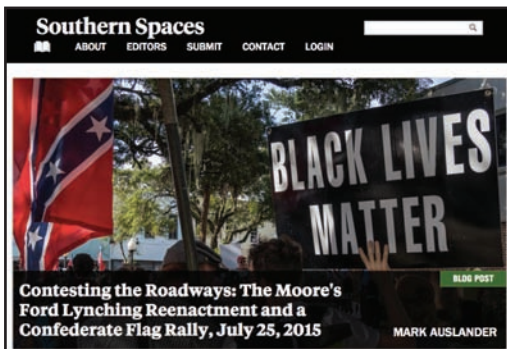 Southern Spaces
ABOUT EDITORS SUBMIT CONTACT LOGIN
BLACK LIVES
MATTER
BLOG POST
Contesting the Roadways: The Moore's
Ford Lynching Reenactment and a
Confederate Flag Rally, July 25, 2015
MARK AUSLANDER